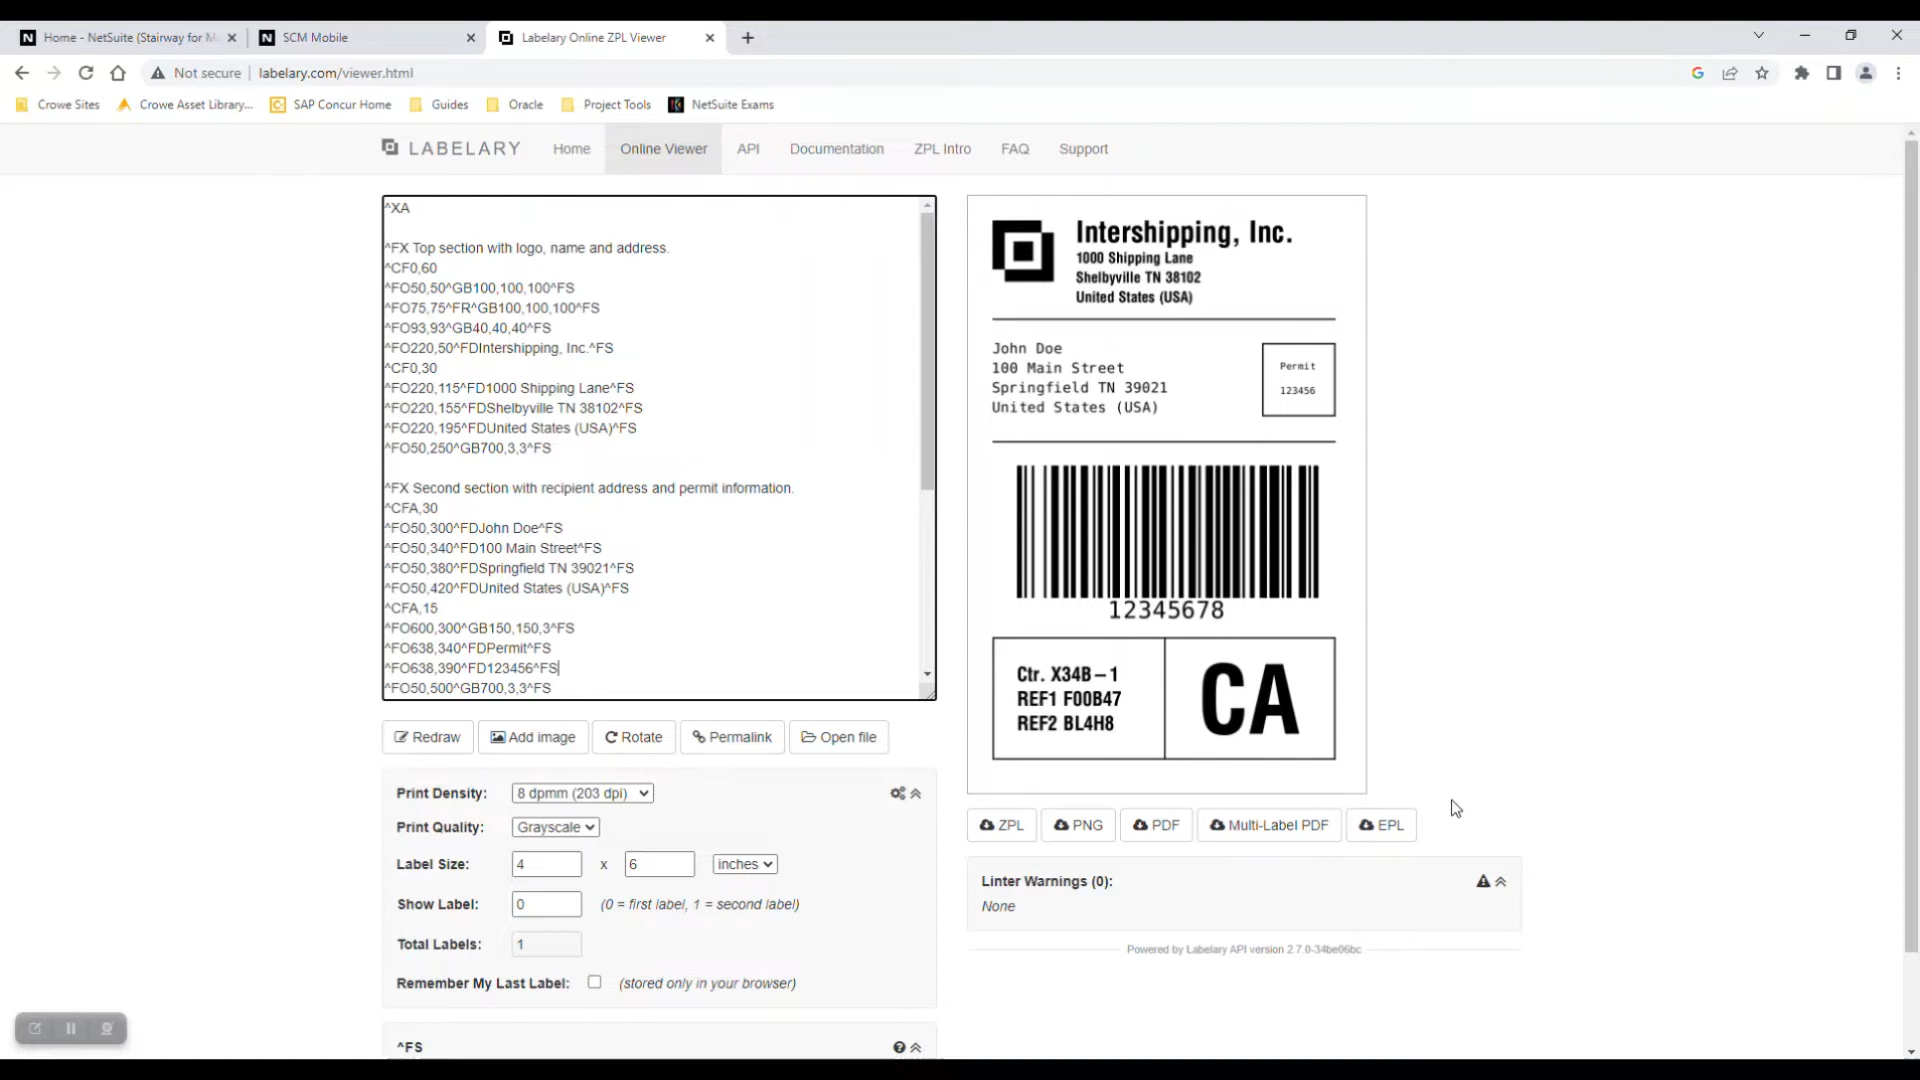 Home - NetSuite (Stairway for M
SCM Mobile
Labelary Online ZPL Viewer
Not secure
labelary.com/viewer.html
Crowe Sites
Crowe Asset Library...
SAP Concur Home
Guides
Oracle
Project Tools
NetSuite Exams
LABELARY
Home
Online Viewer
API
Documentation
ZPL Intro
FAQ
Support
^XA
^FX Top section with logo, name and address.
^CF0,60
^FO50,50^GB100,100,100^FS
^FO75,75^FR^GB100,100,100^FS
^FO93,93^GB40,40,40^FS
^FO220,50^FDIntershipping, Inc.^FS
^CF0,30
^FO220,115^FD1000 Shipping Lane^FS
^FO220,155^FDShelbyville TN 38102^FS
^FO220,195^FDUnited States (USA)^FS
^FO50,250^GB700,3,3^FS
^FX Second section with recipient address and permit information.
^CFA,30
^FO50,300^FDJohn Doe^FS
^FO50,340^FD100 Main Street^FS
^FO50,380^FDSpringfield TN 39021^FS
^FO50,420^FDUnited States (USA)^FS
^CFA,15
^FO600,300^GB150,150,3^FS
^FO638,340^FDPermit^FS
^FO638,390^FD123456^FS
^FO50,500^GB700,3,3^FS
Redraw
Add image
Rotate
Permalink
Open file
Print Density:
8 dpmm (203 dpi)
Print Quality:
Grayscale
Label Size:
4
x
6
inches
Show Label:
0
(0 = first label, 1 = second label)
Total Labels:
1
Remember My Last Label:
(stored only in your browser)
^FS
Intershipping, Inc.
1000 Shipping Lane
Shelbyville TN 38102
United States (USA)
John Doe
100 Main Street
Springfield TN 39021
United States (USA)
Permit
123456
12345678
Ctr. X34B-1
REF1 F00B47
REF2 BL4H8
CA
ZPL
PNG
PDF
Multi-Label PDF
EPL
Linter Warnings (0):
None
Powered by Labelary API version 2.7.0-34be06bc